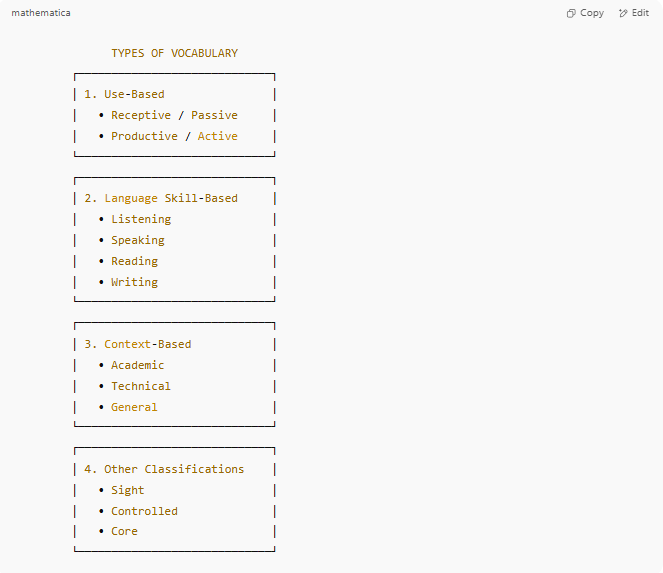 mathematica
Copy
Edit
TYPES OF VOCABULARY
1. Use-Based
• Receptive / Passive
• Productive / Active
2. Language Skill-Based
• Listening
• Speaking
• Reading
• Writing
3. Context-Based
• Academic
• Technical
• General
4. Other Classifications
• Sight
• Controlled
• Core